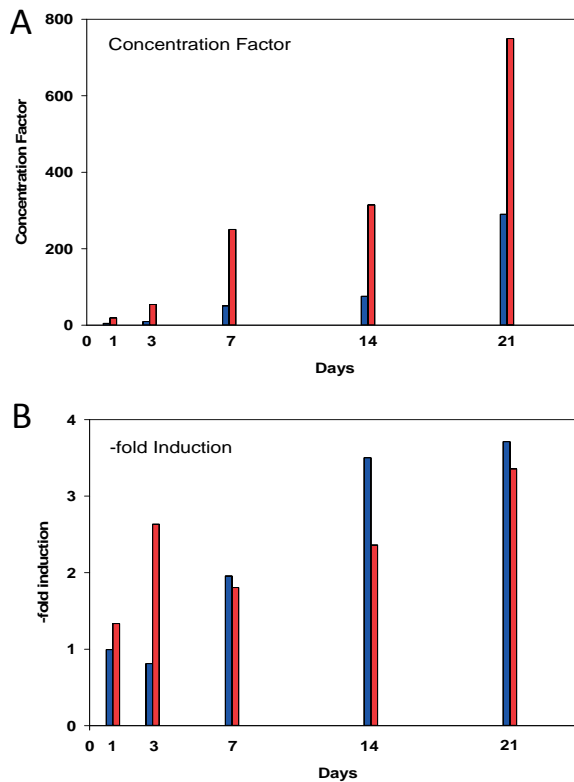 A
Concentration Factor
Concentration Factor
800
600
400
200
0
0 1 3 7 14 21
Days
B
-fold Induction
-fold induction
4
3
2
1
0
0 1 3 7 14 21
Days